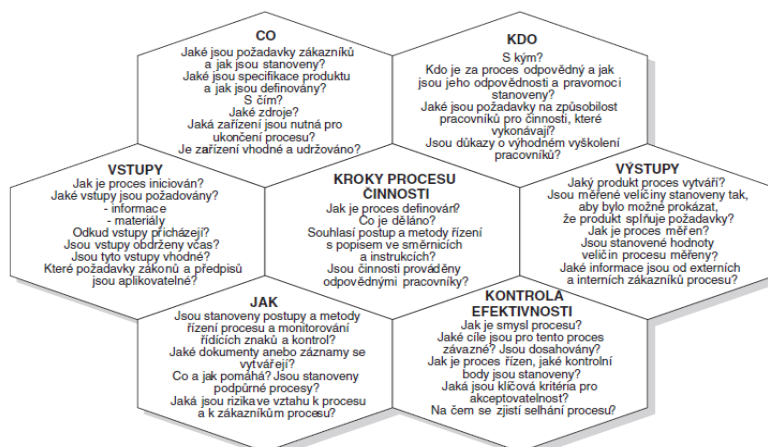 CO
Jaké jsou požadavky zákazníků
a jak jsou stanoveny?
Jaké jsou specifikace produktu
a jak jsou definovány?
S čím?
Jaké zdroje?
Jaká zařízení jsou nutná pro
ukončení procesu?
Je zařízení vhodné a udržováno?
KDO
S kým?
Kdo je za proces odpovědný a jak
jsou jeho odpovědnosti a pravomoci
stanoveny?
Jaké jsou požadavky na způsobilost
pracovníků pro činnosti, které
vykonávají?
Jsou důkazy o výhodném vyškolení
pracovníků?
VSTUPY
Jak je proces iniciován?
Jaké vstupy jsou požadovány?
- informace
- materiály
Odkud vstupy přicházejí?
Jsou vstupy obdrženy včas?
Jsou tyto vstupy vhodné?
Které požadavky zákonů a předpisů
jsou aplikovatelné?
KROKY PROCESU
ČINNOSTI
Jak je proces definován?
Co je děláno?
Souhlasí postup a metody řízení
s popisem ve směrnicích
a instrukcích?
Jsou činnosti prováděny
odpovědnými pracovníky?
VÝSTUPY
Jaký produkt proces vytváří?
Jsou měřené veličiny stanoveny tak,
aby bylo možné prokázat,
že produkt splňuje požadavky?
Jak je proces měřen?
Jsou stanovené hodnoty
veličin procesu měřeny?
Jaké informace jsou od externích
a interních zákazníků procesu?
JAK
Jsou stanoveny postupy a metody
řízení procesu a monitorování
řídících znaků a kontrol?
Jaké dokumenty anebo záznamy se
vytvářejí?
Co a jak pomáhá? Jsou stanoveny
podpůrné procesy?
Jaká jsou rizika ve vztahu k procesu
a k zákazníkům procesu?
KONTROLA
EFEKTIVNOSTI
Jak je smysl procesu?
Jaké cíle jsou pro tento proces
závazné? Jsou dosahovány?
Jak je proces řízen, jaké kontrolní
body jsou stanoveny?
Jaká jsou klíčová kritéria pro
akceptovatelnost?
Na čem se zjistí selhání procesu?